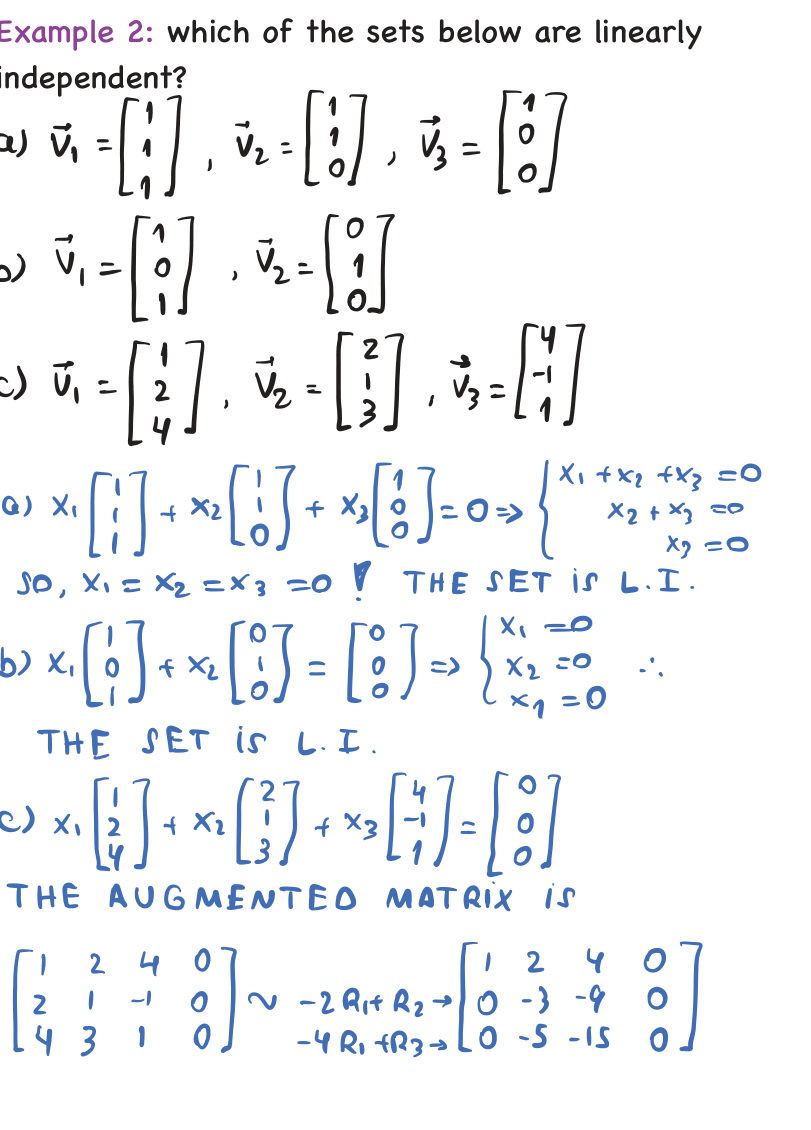 Example 2: which of the sets below are linearly
independent?
a) v⃗₁ = [1 1 1], v⃗₂ = [1 1 0], v⃗₃ = [1 0 0]
b) v⃗₁ = [1 0 1], v⃗₂ = [0 1 0]
c) v⃗₁ = [1 2 4], v⃗₂ = [2 1 3], v⃗₃ = [4 -1 1]
a) x₁ [1 1 1] + x₂ [1 1 0] + x₃ [1 0 0] = 0 => { x₁ + x₂ + x₃ = 0
x₂ + x₃ = 0
x₃ = 0
SO, x₁ = x₂ = x₃ = 0 ! THE SET iS L.I.
b) x₁ [1 0 1] + x₂ [0 1 0] = [0 0 0] => { x₁ = 0
x₂ = 0 ∴
x₁ = 0
THE SET iS L.I.
c) x₁ [1 2 4] + x₂ [2 1 3] + x₃ [4 -1 1] = [0 0 0]
THE AUGMENTED MATRiX iS
[1 2 4 0] [1 2 4 0]
[2 1 -1 0] ~ -2R₁+R₂→ [0 -3 -9 0]
[4 3 1 0] -4R₁+R₃→ [0 -5 -15 0]